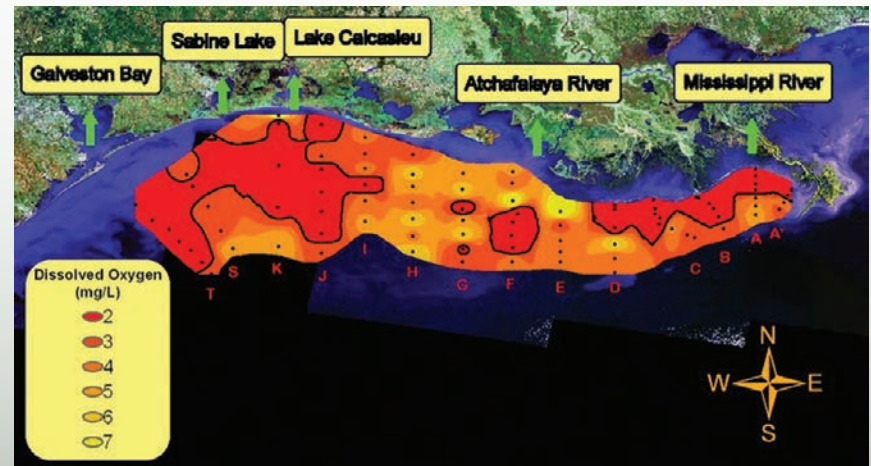 Sabine Lake
Lake Calcasieu
Galveston Bay
Atchafalaya River
Mississippi River
T
S
K
J
I
H
G
F
E
D
C
B
A
A'
Dissolved Oxygen
(mg/L)
2
3
4
5
6
7
N
W
E
S